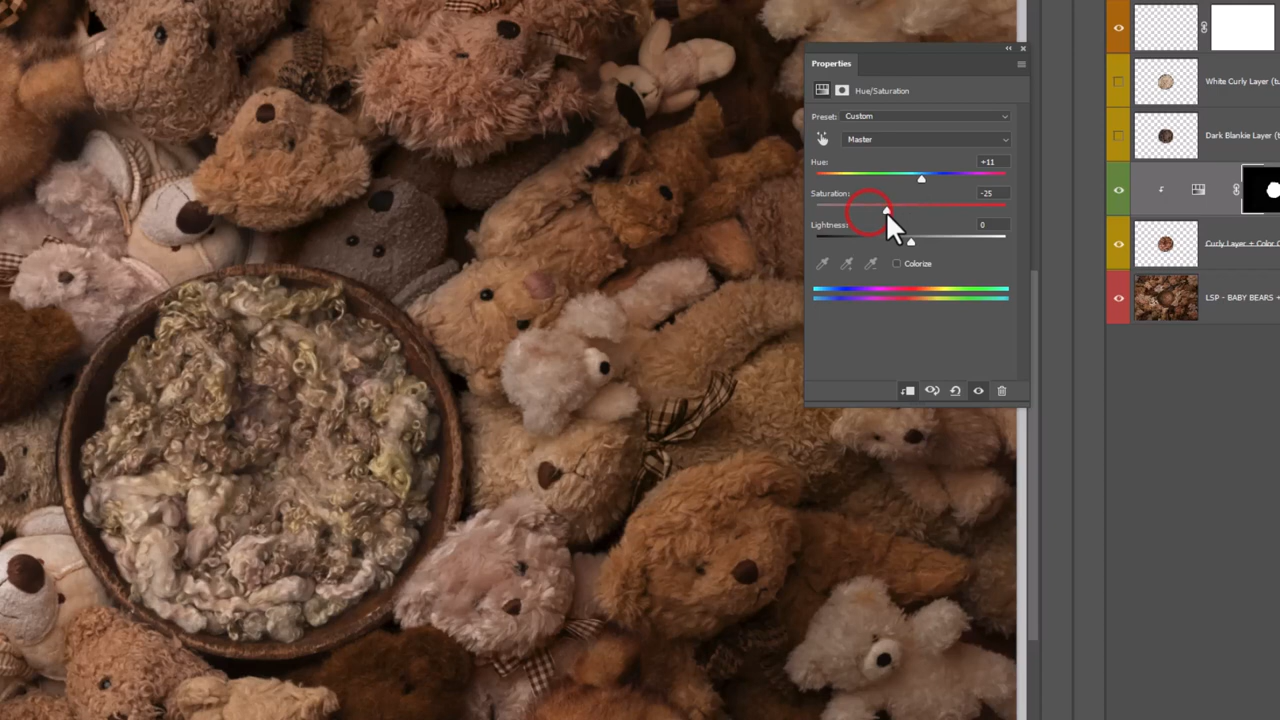 Properties
Hue/Saturation
Preset: Custom
Master
Hue: +11
Saturation: -25
Lightness: 0
Colorize
White Curly Layer (t
Dark Blankie Layer (t
Curly Layer + Color
LSP - BABY BEARS +